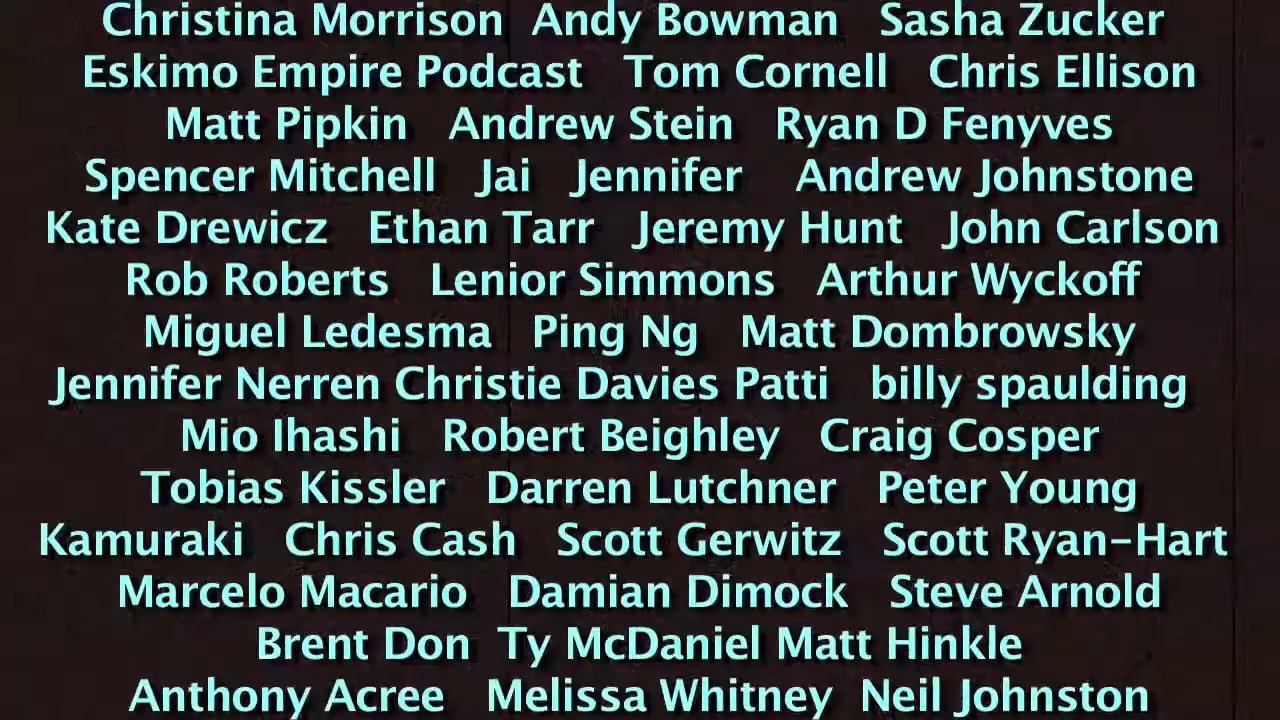 Christina Morrison Andy Bowman Sasha Zucker
Eskimo Empire Podcast Tom Cornell Chris Ellison
Matt Pipkin Andrew Stein Ryan D Fenyves
Spencer Mitchell Jai Jennifer Andrew Johnstone
Kate Drewicz Ethan Tarr Jeremy Hunt John Carlson
Rob Roberts Lenior Simmons Arthur Wyckoff
Miguel Ledesma Ping Ng Matt Dombrowsky
Jennifer Nerren Christie Davies Patti billy spaulding
Mio Ihashi Robert Beighley Craig Cosper
Tobias Kissler Darren Lutchner Peter Young
Kamuraki Chris Cash Scott Gerwitz Scott Ryan-Hart
Marcelo Macario Damian Dimock Steve Arnold
Brent Don Ty McDaniel Matt Hinkle
Anthony Acree Melissa Whitney Neil Johnston